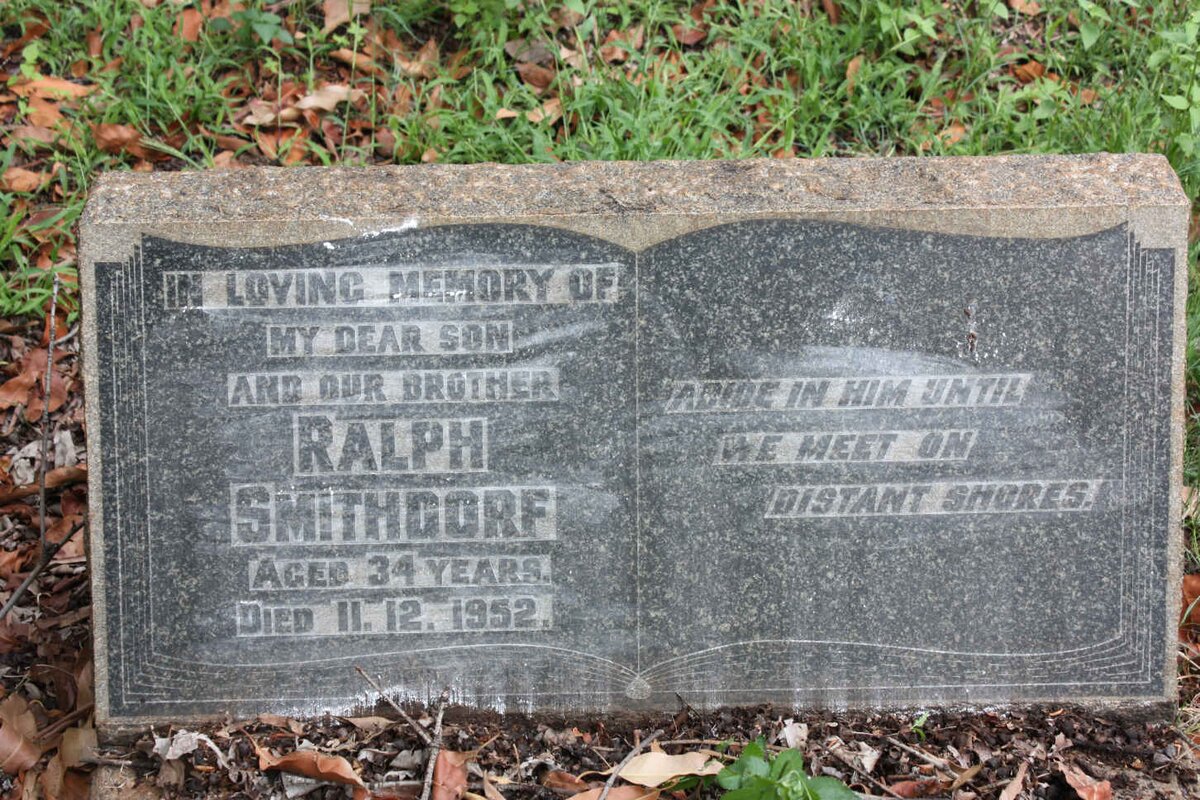 IN LOVING MEMORY OF
MY DEAR SON
AND OUR BROTHER
RALPH
SMITHDORF
AGED 34 YEARS.
DIED 11. 12. 1952.
ABIDE IN HIM UNTIL
WE MEET ON
DISTANT SHORES.